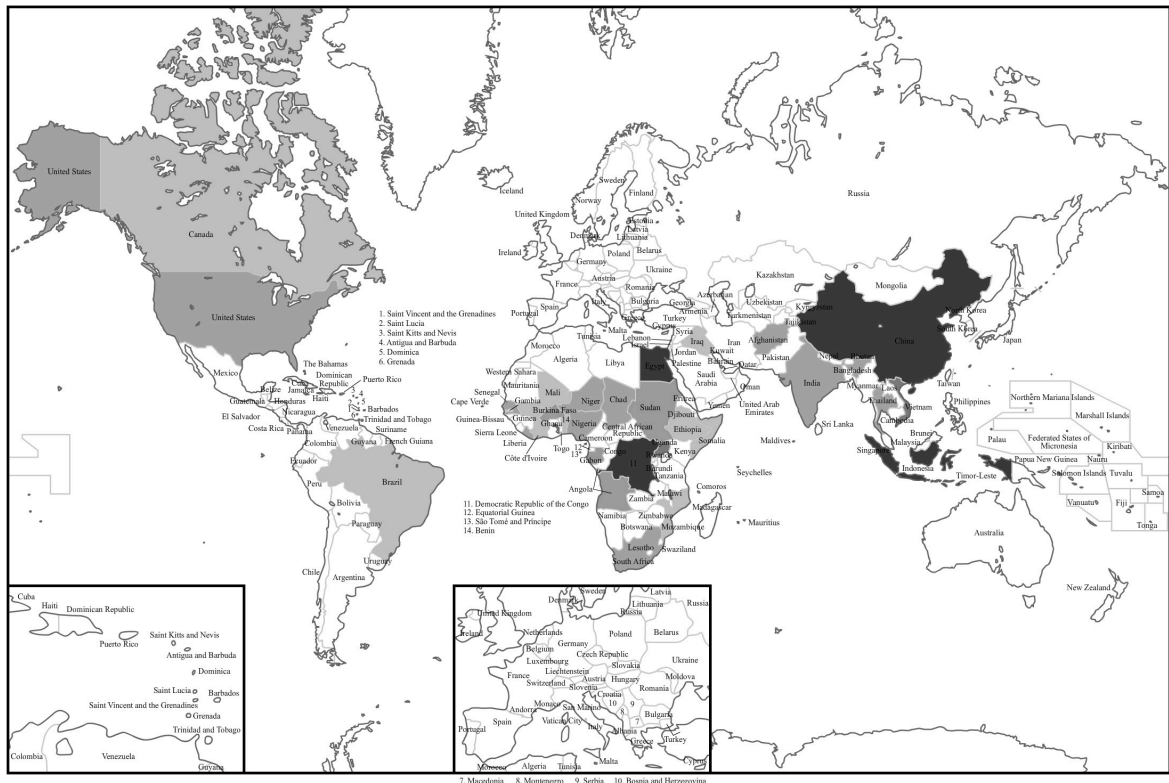 United States
Canada
United States
Mexico
1. Saint Vincent and the Grenadines
2. Saint Lucia
3. Saint Kitts and Nevis
4. Antigua and Barbuda
5. Dominica
6. Grenada
The Bahamas
Cuba
Dominican
Republic
Puerto Rico
Belize
Jamaica
Haiti
Guatemala
Honduras
El Salvador
Nicaragua
Costa Rica
Panama
Barbados
Trinidad and Tobago
Venezuela
Suriname
Colombia
Guyana
French Guiana
Ecuador
Peru
Brazil
Bolivia
Paraguay
Uruguay
Chile
Argentina
Iceland
Sweden
Finland
Norway
United Kingdom
Ireland
Denmark
Estonia
Latvia
Lithuania
Poland
Belarus
Germany
Ukraine
Austria
France
Romania
Italy
Bulgaria
Spain
Portugal
Greece
Georgia
Armenia
Azerbaijan
Turkey
Cyprus
Malta
Tunisia
Lebanon
Israel
Syria
Iraq
Iran
Jordan
Kuwait
Palestine
Bahrain
Qatar
Saudi
Arabia
Oman
United Arab
Emirates
Yemen
Russia
Kazakhstan
Mongolia
Uzbekistan
Kyrgyzstan
Turkmenistan
Tajikistan
Afghanistan
Pakistan
China
North Korea
South Korea
Japan
Nepal
Bhutan
Bangladesh
India
Myanmar
Laos
Taiwan
Thailand
Vietnam
Cambodia
Philippines
Sri Lanka
Maldives
Brunei
Malaysia
Singapore
Indonesia
Timor-Leste
Papua New Guinea
Palau
Northern Mariana Islands
Marshall Islands
Federated States of
Micronesia
Kiribati
Nauru
Solomon Islands
Tuvalu
Vanuatu
Fiji
Samoa
Tonga
Australia
New Zealand
Morocco
Algeria
Libya
Egypt
Western Sahara
Mauritania
Senegal
Cape Verde
Gambia
Guinea-Bissau
Guinea
Sierra Leone
Liberia
Côte d'Ivoire
Mali
Burkina Faso
Ghana
Togo
14
Niger
Nigeria
Chad
Sudan
Eritrea
Djibouti
Ethiopia
Somalia
Central African
Republic
Cameroon
12
13
Gabon
Congo
11
Uganda
Kenya
Rwanda
Burundi
Tanzania
Seychelles
Comoros
Angola
Zambia
Malawi
Madagascar
Mauritius
Namibia
Zimbabwe
Botswana
Mozambique
Lesotho
Swaziland
South Africa
11. Democratic Republic of the Congo
12. Equatorial Guinea
13. São Tomé and Príncipe
14. Benin
Cuba
Haiti
Dominican Republic
Puerto Rico
Saint Kitts and Nevis
Antigua and Barbuda
Dominica
Saint Lucia
Barbados
Saint Vincent and the Grenadines
Grenada
Trinidad and Tobago
Colombia
Venezuela
Guyana
Denmark
Sweden
Latvia
Lithuania
Russia
Russia
United Kingdom
Ireland
Netherlands
Poland
Belarus
Belgium
Germany
Luxembourg
Czech Republic
Slovakia
Ukraine
Liechtenstein
France
Switzerland
Austria
Hungary
Moldova
Slovenia
Romania
Croatia
Monaco
San Marino
10
9
8
7
Andorra
Bulgaria
Portugal
Spain
Vatican City
Italy
Albania
Greece
Turkey
Morocco
Algeria
Tunisia
Malta
Cyprus
7. Macedonia 8. Montenegro 9. Serbia 10. Bosnia and Herzegovina